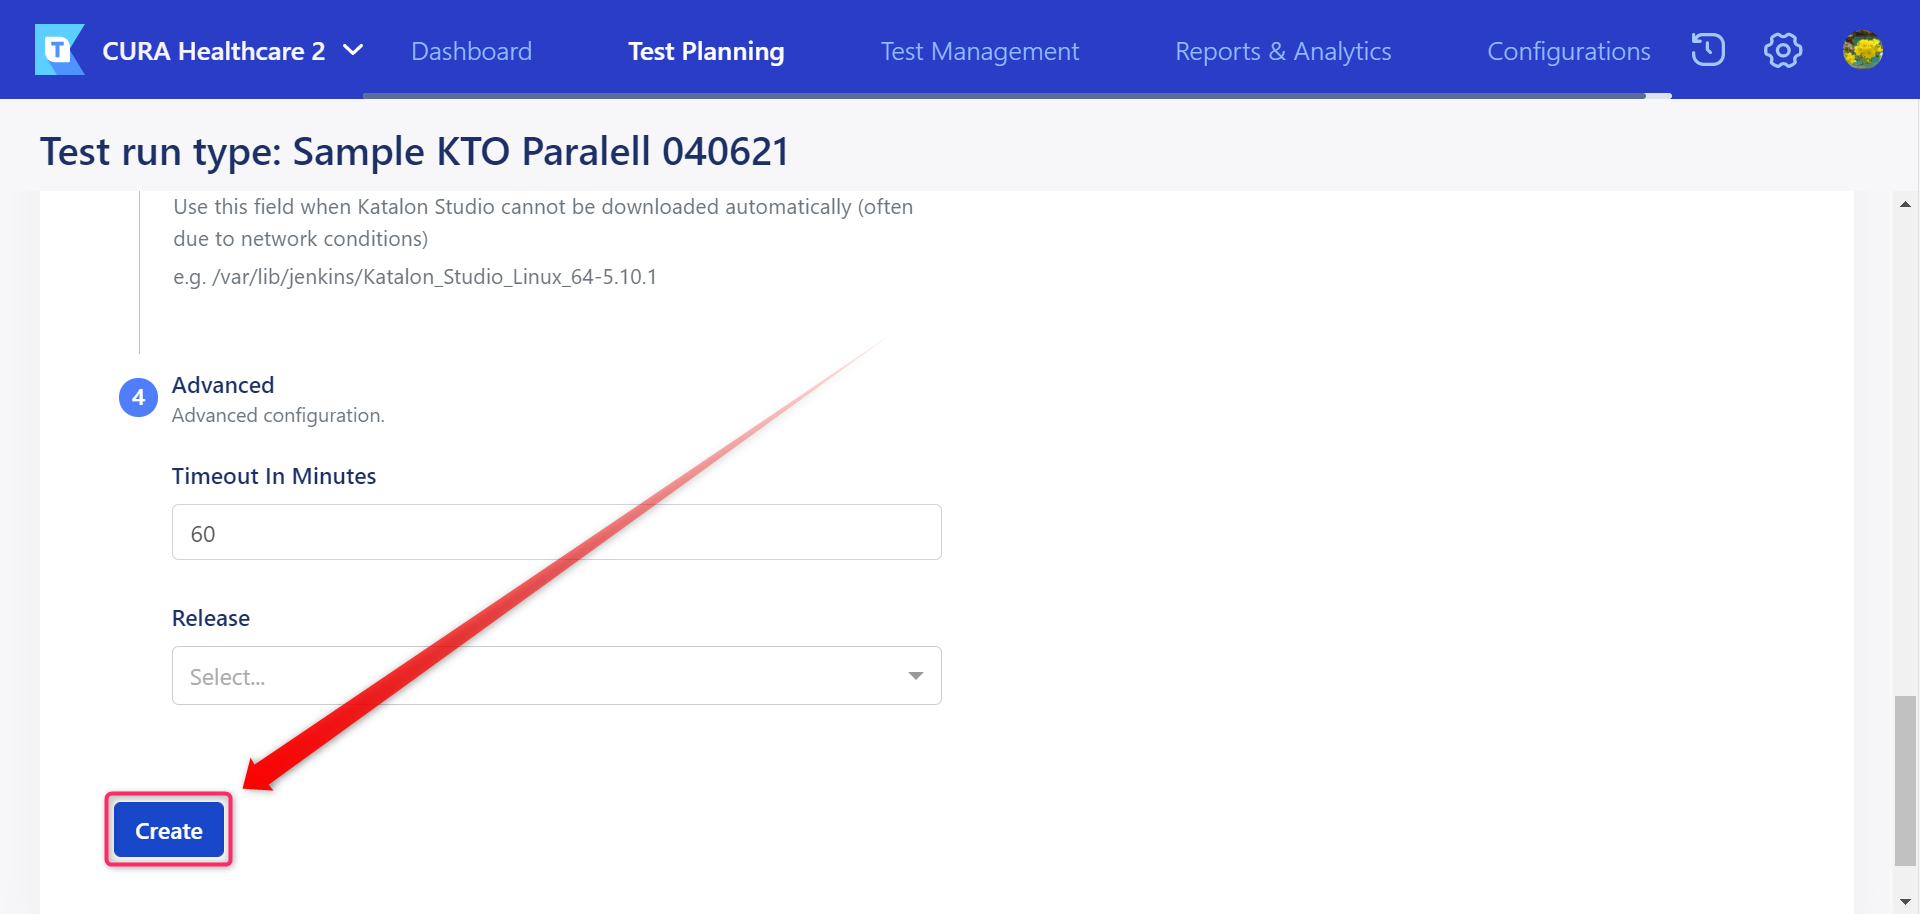 T CURA Healthcare 2 Dashboard Test Planning Test Management Reports & Analytics Configurations
Test run type: Sample KTO Paralell 040621
Use this field when Katalon Studio cannot be downloaded automatically (often
due to network conditions)
e.g. /var/lib/jenkins/Katalon_Studio_Linux_64-5.10.1
4 Advanced
Advanced configuration.
Timeout In Minutes
60
Release
Select...
Create